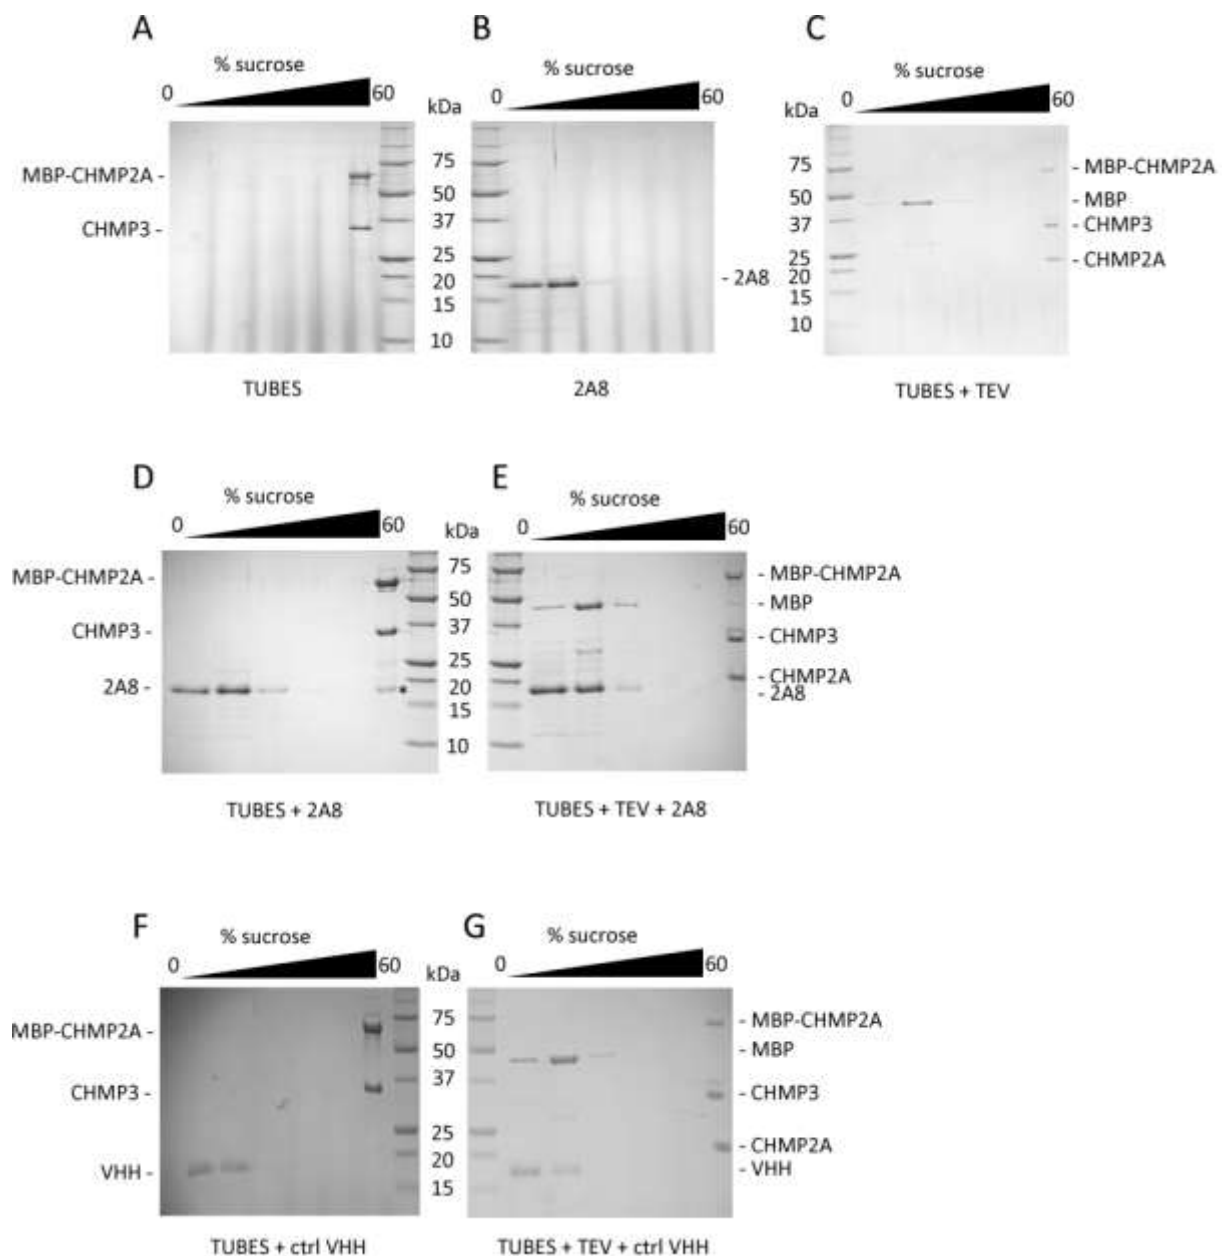 A
B
C
% sucrose
% sucrose
% sucrose
0
60
0
60
0
60
kDa
kDa
MBP-CHMP2A -
CHMP3 -
75
50
37
25
20
15
10
- 2A8
75
50
37
25
20
15
10
- MBP-CHMP2A
- MBP
- CHMP3
- CHMP2A
TUBES
2A8
TUBES + TEV
D
E
% sucrose
% sucrose
0
60
0
60
kDa
MBP-CHMP2A -
CHMP3 -
2A8 -
75
50
37
25
20
15
10
- MBP-CHMP2A
- MBP
- CHMP3
- CHMP2A
- 2A8
TUBES + 2A8
TUBES + TEV + 2A8
F
G
% sucrose
% sucrose
0
60
0
60
kDa
MBP-CHMP2A -
CHMP3 -
VHH -
75
50
37
25
20
15
- MBP-CHMP2A
- MBP
- CHMP3
- CHMP2A
- VHH
TUBES + ctrl VHH
TUBES + TEV + ctrl VHH